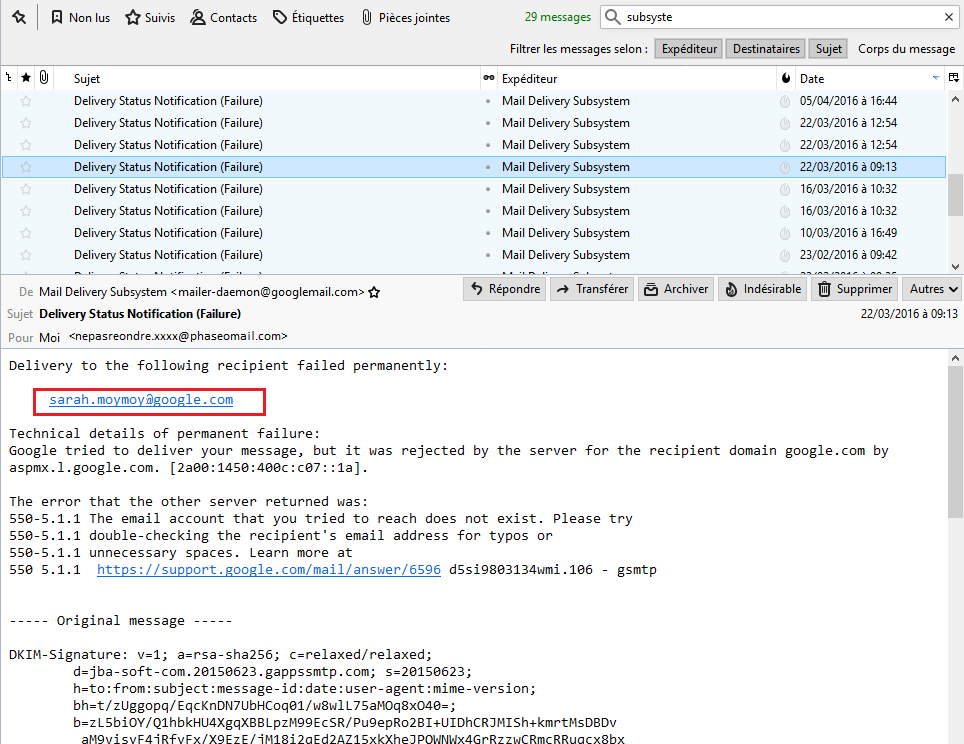 Non lus Suivis Contacts Étiquettes Pièces jointes 29 messages subsyste
Filtrer les messages selon : Expéditeur Destinataires Sujet Corps du message
Sujet Expéditeur Date
Delivery Status Notification (Failure) Mail Delivery Subsystem 05/04/2016 à 16:44
Delivery Status Notification (Failure) Mail Delivery Subsystem 22/03/2016 à 12:54
Delivery Status Notification (Failure) Mail Delivery Subsystem 22/03/2016 à 12:54
Delivery Status Notification (Failure) Mail Delivery Subsystem 22/03/2016 à 09:13
Delivery Status Notification (Failure) Mail Delivery Subsystem 16/03/2016 à 10:32
Delivery Status Notification (Failure) Mail Delivery Subsystem 16/03/2016 à 10:32
Delivery Status Notification (Failure) Mail Delivery Subsystem 10/03/2016 à 16:49
Delivery Status Notification (Failure) Mail Delivery Subsystem 23/02/2016 à 09:42
De Mail Delivery Subsystem <mailer-daemon@googlemail.com> Répondre Transférer Archiver Indésirable Supprimer Autres
Sujet Delivery Status Notification (Failure) 22/03/2016 à 09:13
Pour Moi <nepasreondre.xxxx@phaseomail.com>
Delivery to the following recipient failed permanently:
sarah.moymoy@google.com
Technical details of permanent failure:
Google tried to deliver your message, but it was rejected by the server for the recipient domain google.com by
aspmx.l.google.com. [2a00:1450:400c:c07::1a].
The error that the other server returned was:
550-5.1.1 The email account that you tried to reach does not exist. Please try
550-5.1.1 double-checking the recipient's email address for typos or
550-5.1.1 unnecessary spaces. Learn more at
550 5.1.1 https://support.google.com/mail/answer/6596 d5si9803134wmi.106 - gsmtp
----- Original message -----
DKIM-Signature: v=1; a=rsa-sha256; c=relaxed/relaxed;
d=jba-soft-com.20150623.gappssmtp.com; s=20150623;
h=to:from:subject:message-id:date:user-agent:mime-version;
bh=t/zUggopq/EqcKnDN7UbHCoq01/w8wlL75aMOq8xO40=;
b=zL5biOY/Q1hbkHU4XgqXBBLpzM99EcSR/Pu9epRo2BI+UIDhCRJMISh+kmrtMsDBDv